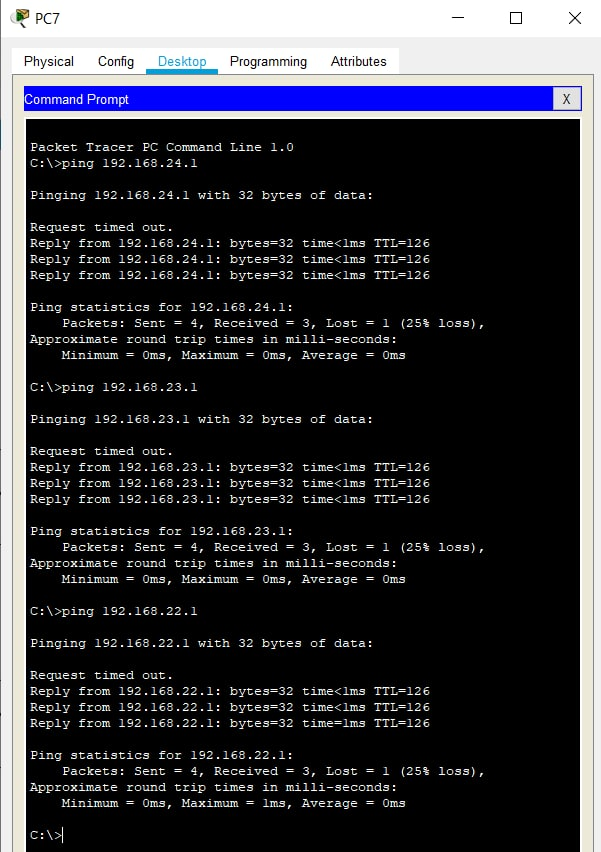 PC7
Physical Config Desktop Programming Attributes
Command Prompt X
Packet Tracer PC Command Line 1.0
C:\>ping 192.168.24.1
Pinging 192.168.24.1 with 32 bytes of data:
Request timed out.
Reply from 192.168.24.1: bytes=32 time<1ms TTL=126
Reply from 192.168.24.1: bytes=32 time<1ms TTL=126
Reply from 192.168.24.1: bytes=32 time<1ms TTL=126
Ping statistics for 192.168.24.1:
Packets: Sent = 4, Received = 3, Lost = 1 (25% loss),
Approximate round trip times in milli-seconds:
Minimum = 0ms, Maximum = 0ms, Average = 0ms
C:\>ping 192.168.23.1
Pinging 192.168.23.1 with 32 bytes of data:
Request timed out.
Reply from 192.168.23.1: bytes=32 time<1ms TTL=126
Reply from 192.168.23.1: bytes=32 time<1ms TTL=126
Reply from 192.168.23.1: bytes=32 time<1ms TTL=126
Ping statistics for 192.168.23.1:
Packets: Sent = 4, Received = 3, Lost = 1 (25% loss),
Approximate round trip times in milli-seconds:
Minimum = 0ms, Maximum = 0ms, Average = 0ms
C:\>ping 192.168.22.1
Pinging 192.168.22.1 with 32 bytes of data:
Request timed out.
Reply from 192.168.22.1: bytes=32 time<1ms TTL=126
Reply from 192.168.22.1: bytes=32 time<1ms TTL=126
Reply from 192.168.22.1: bytes=32 time=1ms TTL=126
Ping statistics for 192.168.22.1:
Packets: Sent = 4, Received = 3, Lost = 1 (25% loss),
Approximate round trip times in milli-seconds:
Minimum = 0ms, Maximum = 1ms, Average = 0ms
C:\>